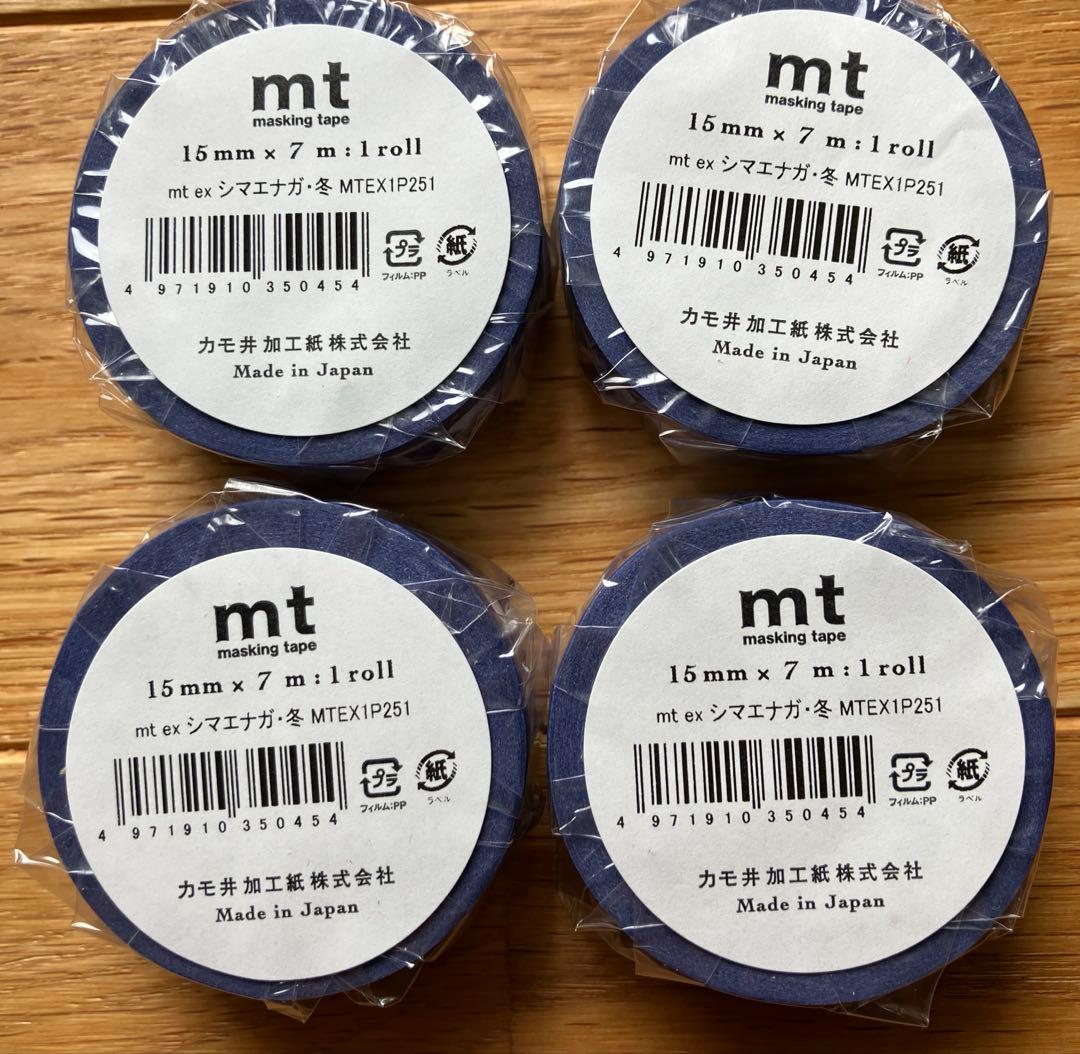 mt
masking tape
15mm × 7 m : 1 roll
mt ex シマエナガ・冬 MTEX1P251
4 971910 350454
プラ
フィルム:PP
紙
ラベル
カモ井加工紙株式会社
Made in Japan
mt
masking tape
15mm × 7 m : 1 roll
mt ex シマエナガ・冬 MTEX1P251
4 971910 350454
プラ
フィルム:PP
紙
ラベル
カモ井加工紙株式会社
Made in Japan
mt
masking tape
15mm × 7 m : 1 roll
mt ex シマエナガ・冬 MTEX1P251
4 971910 350454
プラ
フィルム:PP
紙
ラベル
カモ井加工紙株式会社
Made in Japan
mt
masking tape
15mm × 7 m : 1 roll
mt ex シマエナガ・冬 MTEX1P251
4 971910 350454
プラ
フィルム:PP
紙
ラベル
カモ井加工紙株式会社
Made in Japan